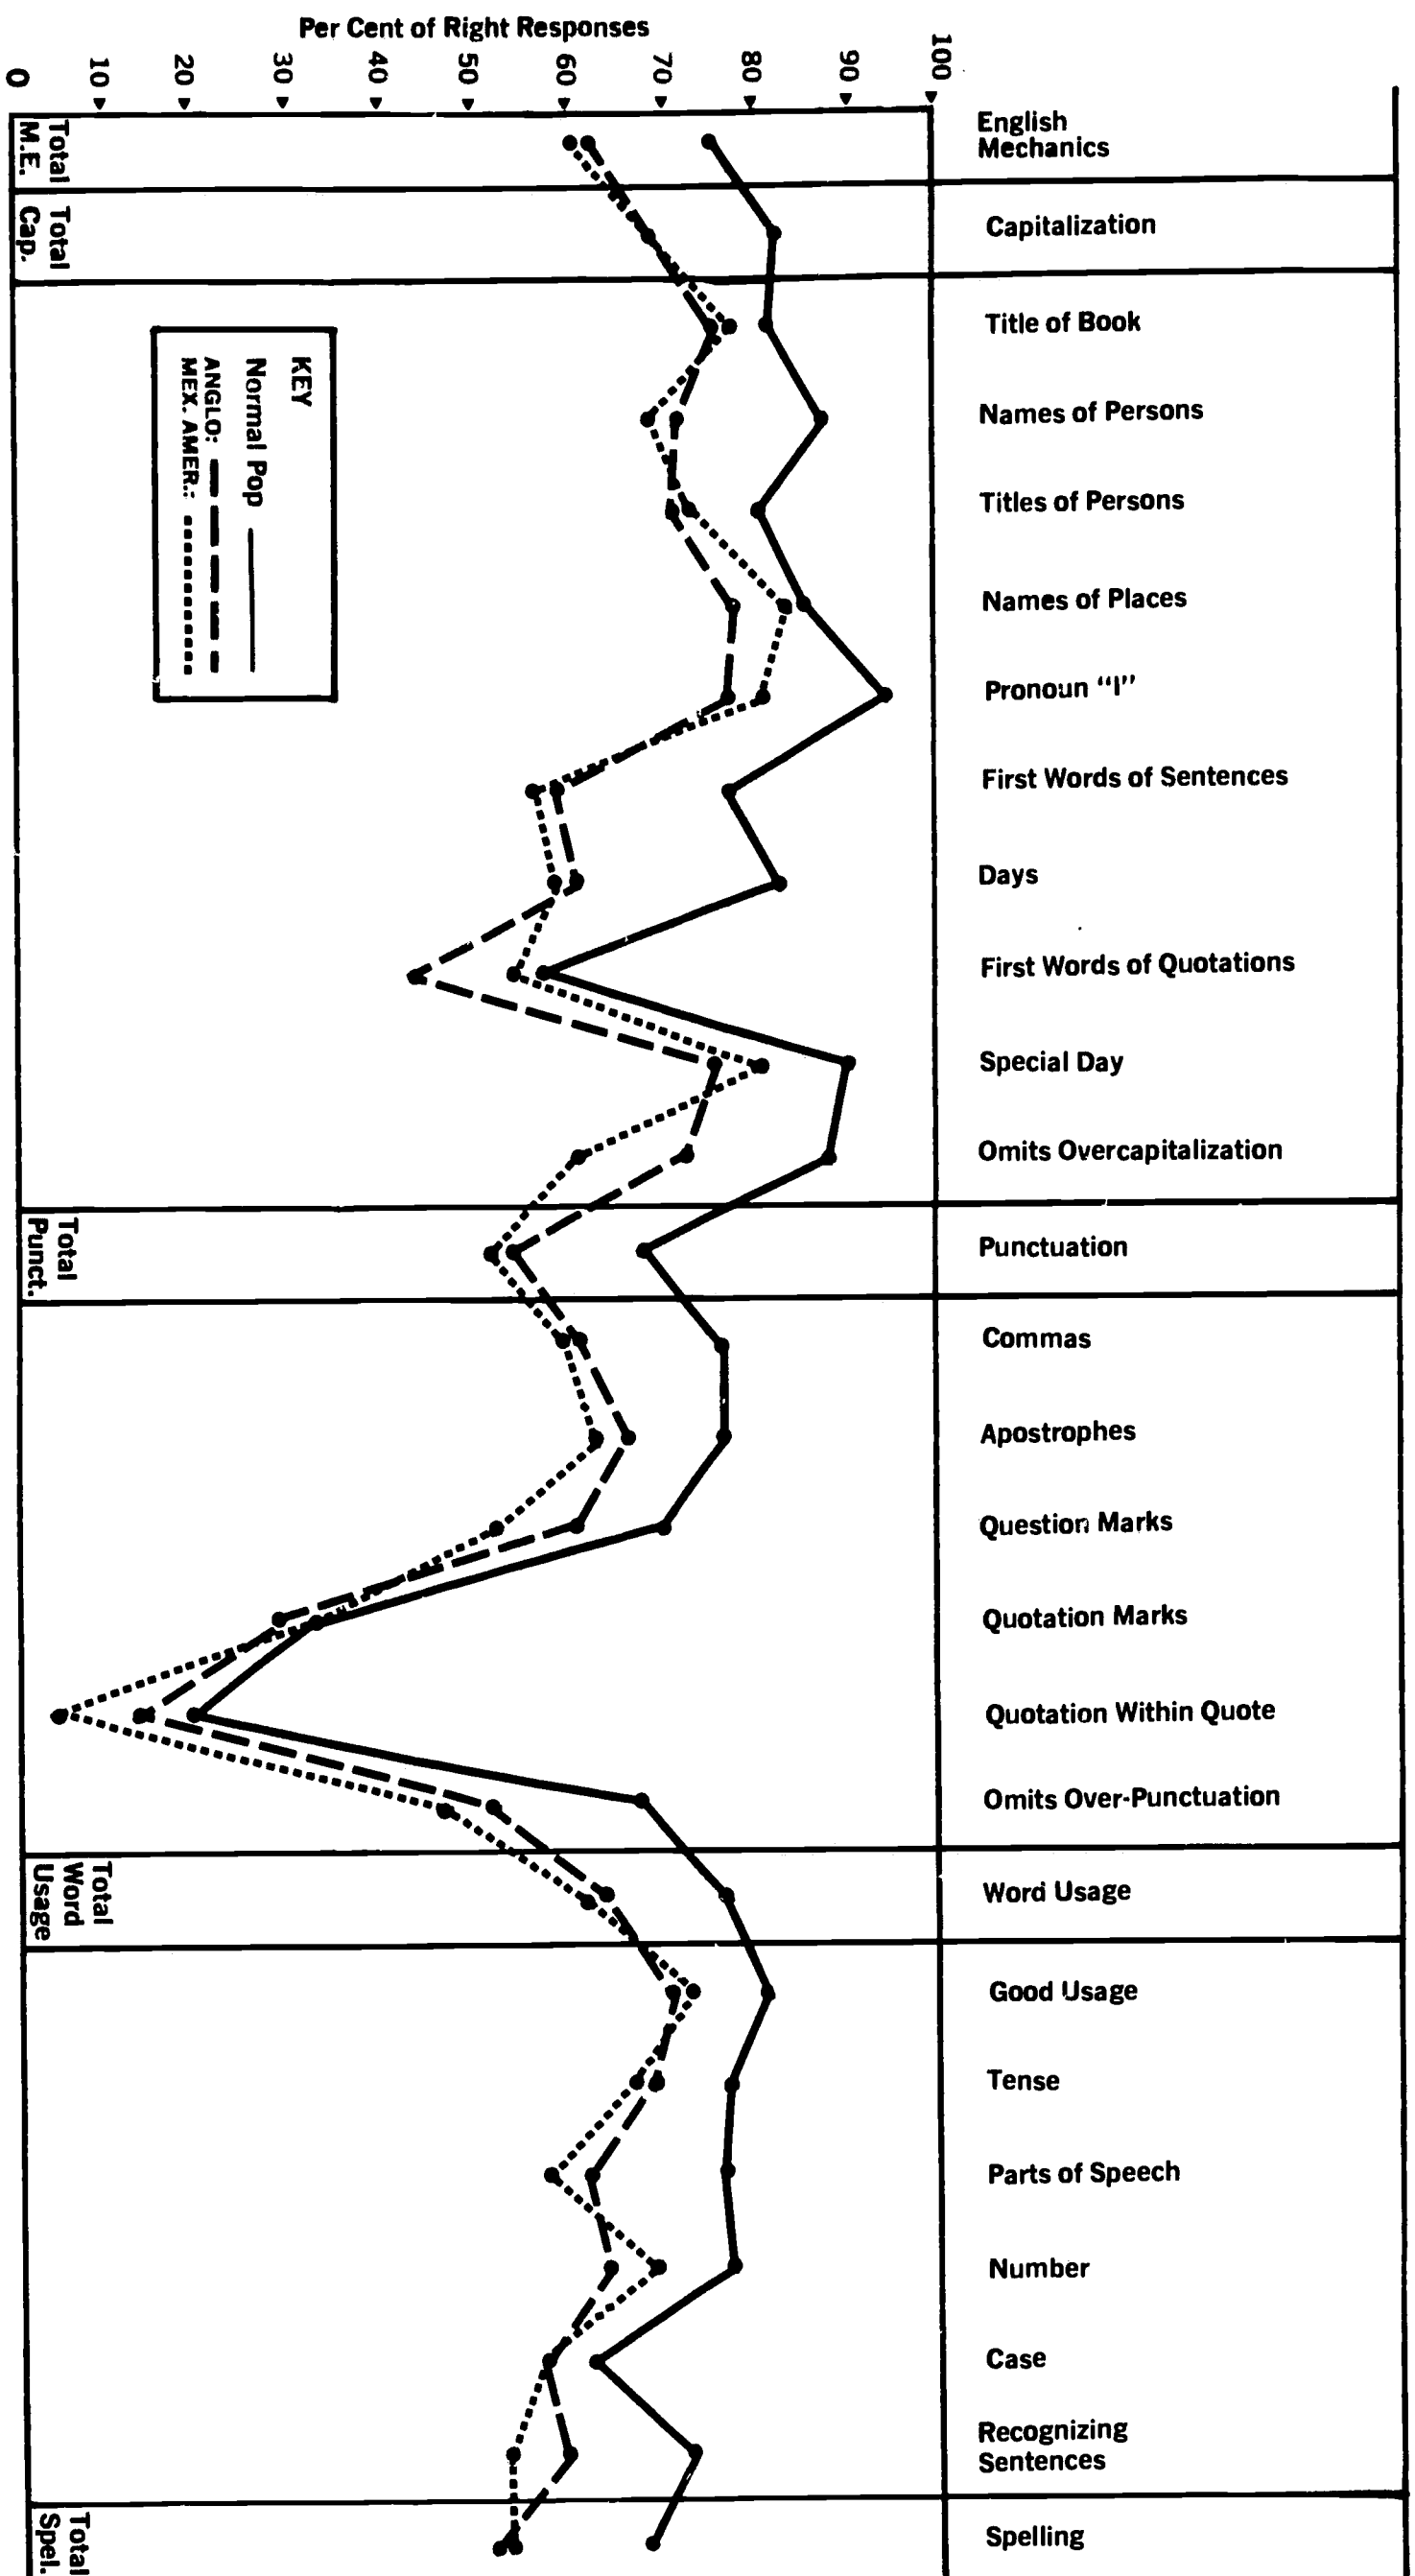 Per Cent of Right Responses
0
10
20
30
40
50
60
70
80
90
100
English
Mechanics
Capitalization
Title of Book
Names of Persons
Titles of Persons
Names of Places
Pronoun “I”
First Words of Sentences
Days
First Words of Quotations
Special Day
Omits Overcapitalization
Punctuation
Commas
Apostrophes
Question Marks
Quotation Marks
Quotation Within Quote
Omits Over-Punctuation
Word Usage
Good Usage
Tense
Parts of Speech
Number
Case
Recognizing
Sentences
Spelling
Total
M.E.
Total
Cap.
KEY
Normal Pop
ANGLO:
MEX. AMER.:
Total
Punct.
Total
Word
Usage
Total
Spel.